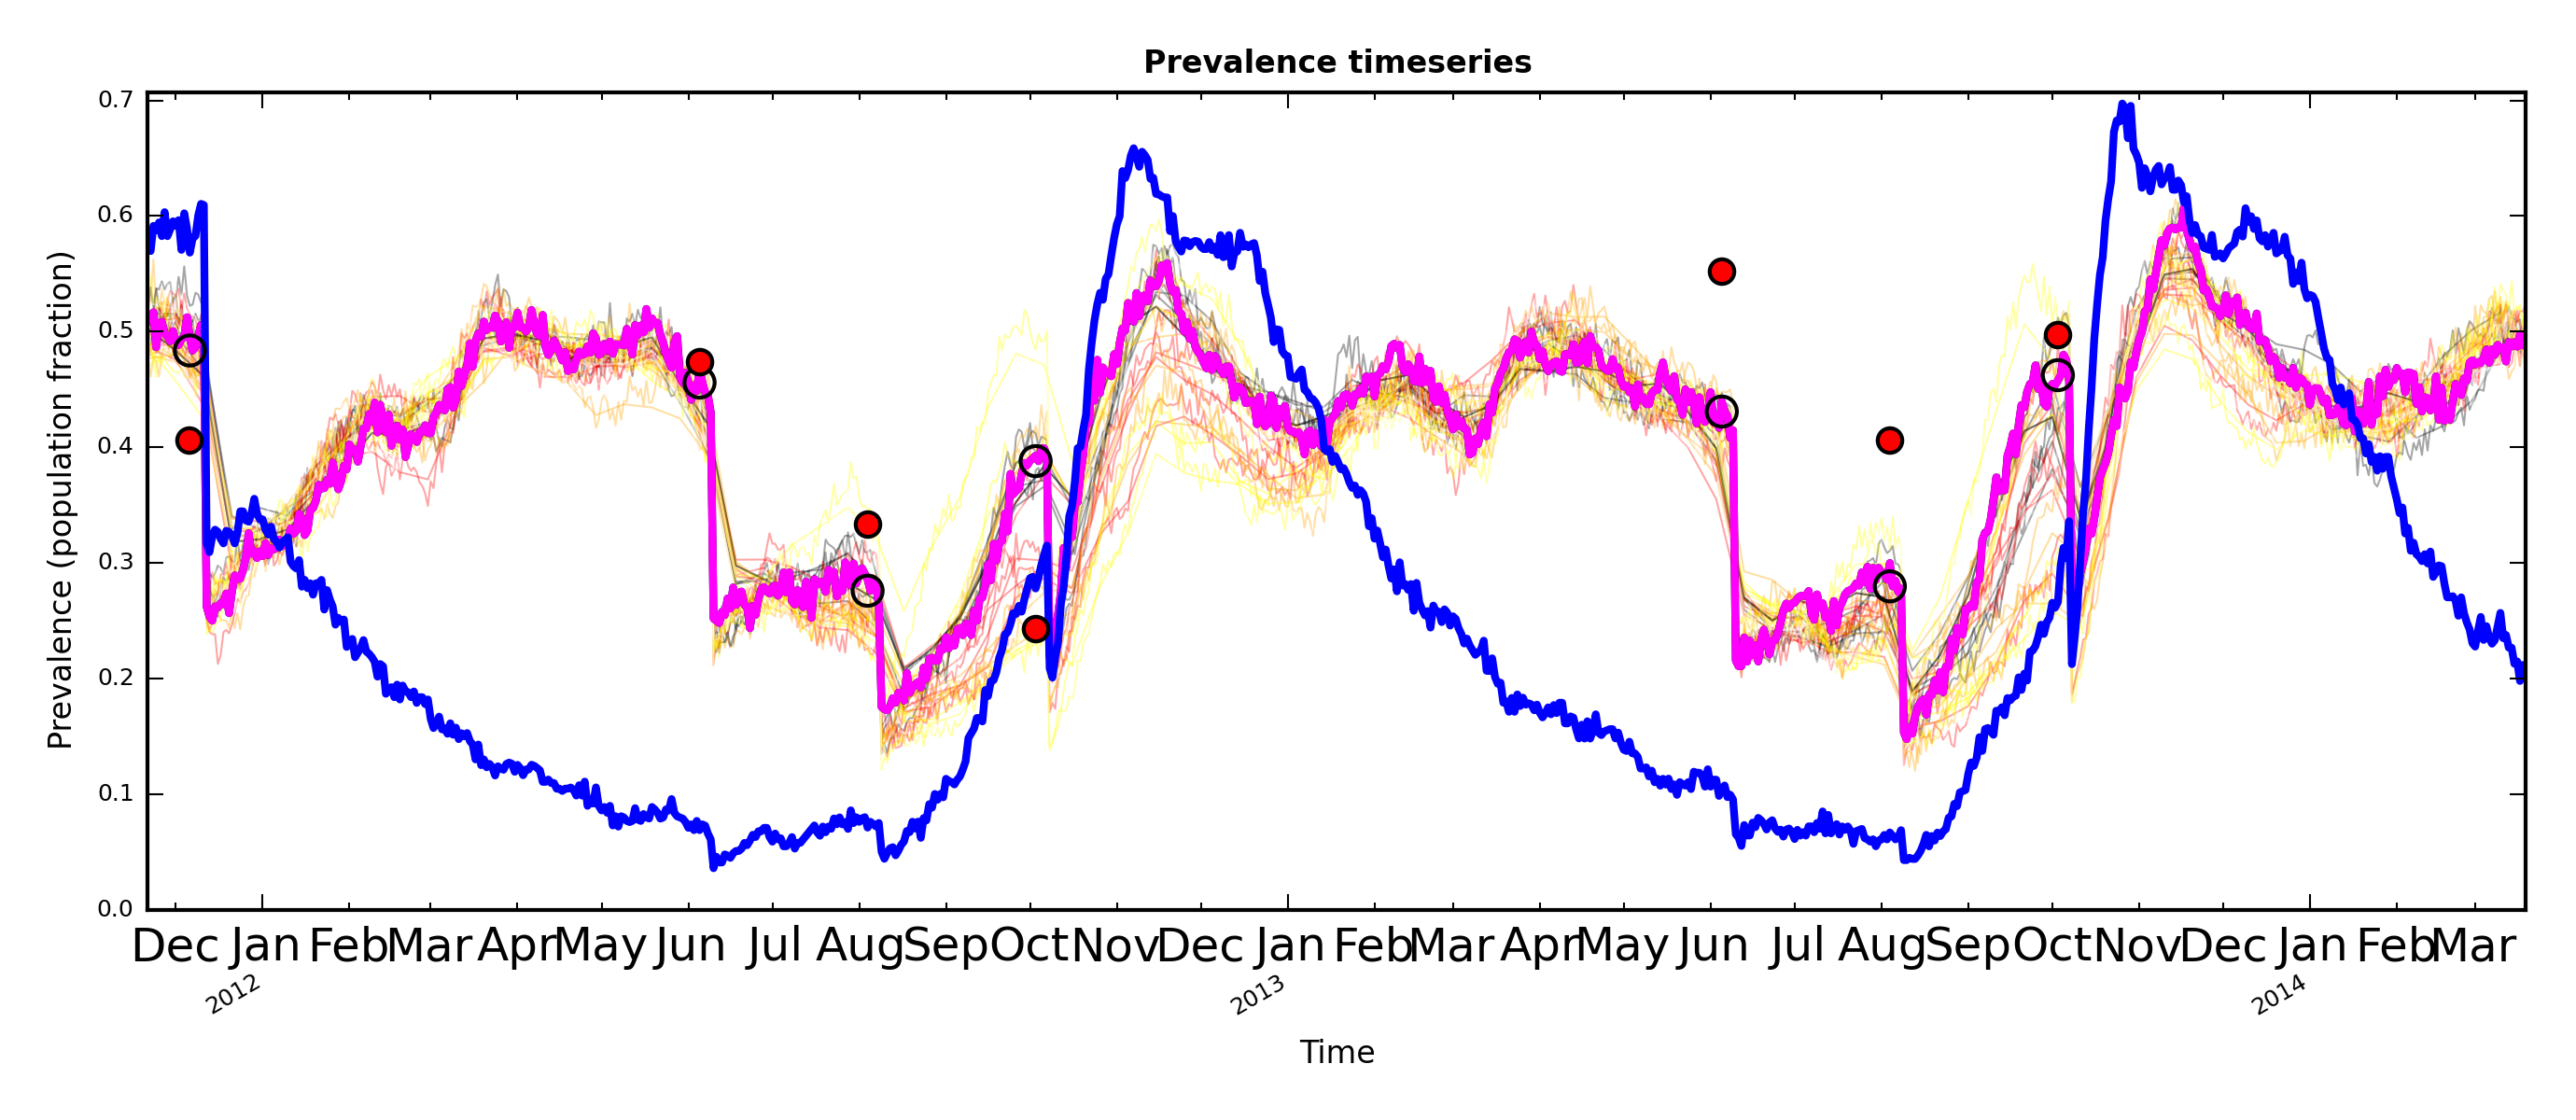 Prevalence timeseries
Prevalence (population fraction)
0.7
0.6
0.5
0.4
0.3
0.2
0.1
0.0
Dec Jan Feb Mar Apr May Jun Jul Aug Sep Oct Nov Dec Jan Feb Mar Apr May Jun Jul Aug Sep Oct Nov Dec Jan Feb Mar
2012 2013 2014
Time